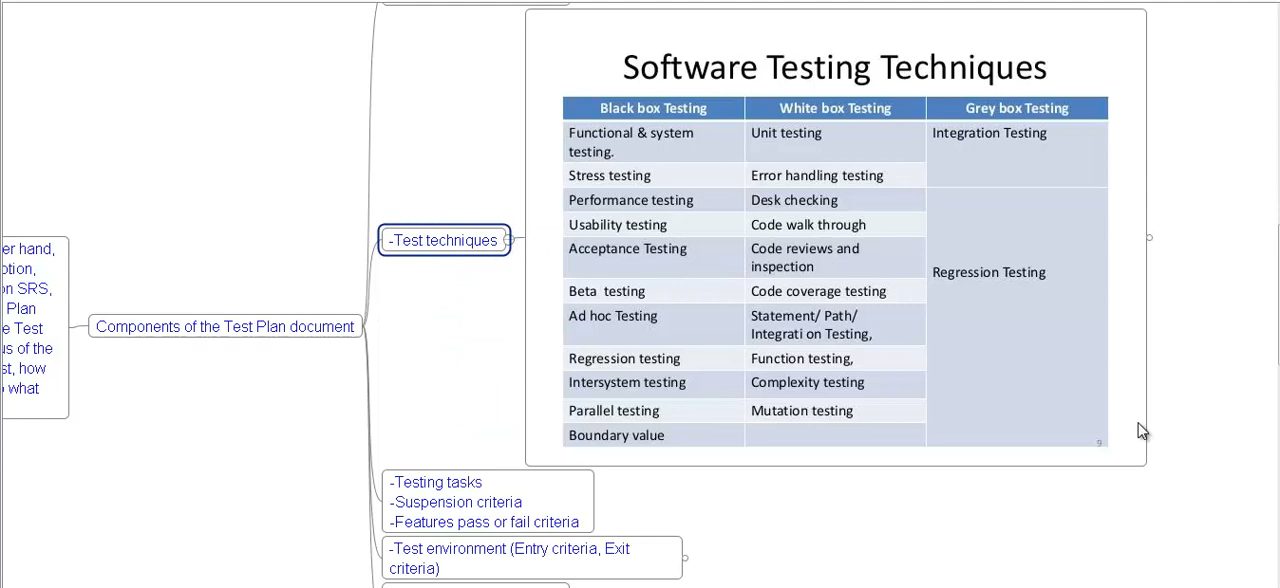 er hand,
ption,
on SRS,
Plan
e Test
us of the
st, how
what
Components of the Test Plan document
-Test techniques
Software Testing Techniques
Black box Testing White box Testing Grey box Testing
Functional & system
testing.
Unit testing
Integration Testing
Stress testing
Error handling testing
Performance testing
Desk checking
Regression Testing
Usability testing
Code walk through
Acceptance Testing
Code reviews and
inspection
Beta testing
Code coverage testing
Ad hoc Testing
Statement/ Path/
Integrati on Testing,
Regression testing
Function testing,
Intersystem testing
Complexity testing
Parallel testing
Mutation testing
Boundary value
9
-Testing tasks
-Suspension criteria
-Features pass or fail criteria
-Test environment (Entry criteria, Exit
criteria)